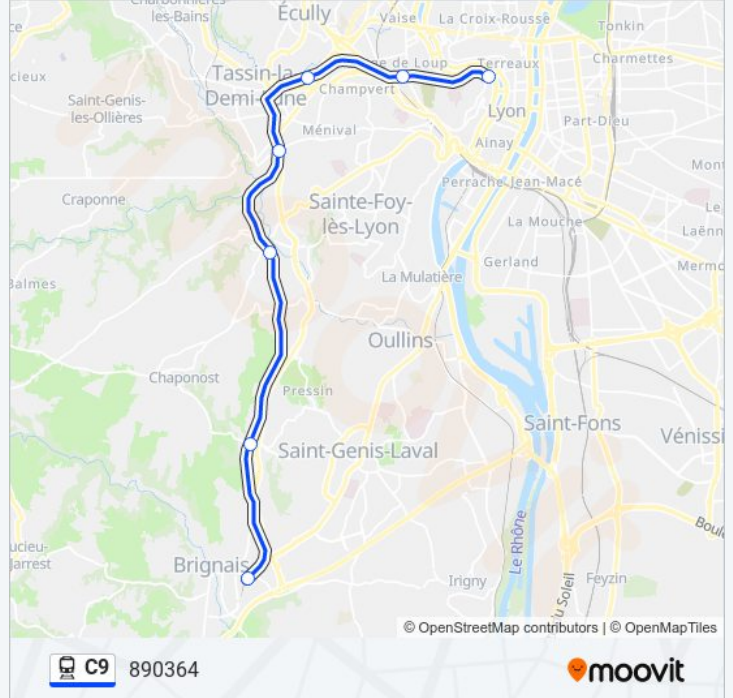 Charbonnières-
les-Bains
Écully
Vaise
La Croix-Rousse
Tonkin
Terreaux
Charmettes
Tassin-la-
Demi-Lune
Champvert
Saint-Genis-
les-Ollières
Lyon
Part-Dieu
Ménival
Ainay
Perrache
Jean-Macé
Craponne
Sainte-Foy-
lès-Lyon
La Mouche
Gerland
La Mulatière
Oullins
Chaponost
Pressin
Saint-Fons
Saint-Genis-Laval
Le Rhône
Brignais
Irigny
Feyzin
© OpenStreetMap contributors | © OpenMapTiles
C9 890364
moovit